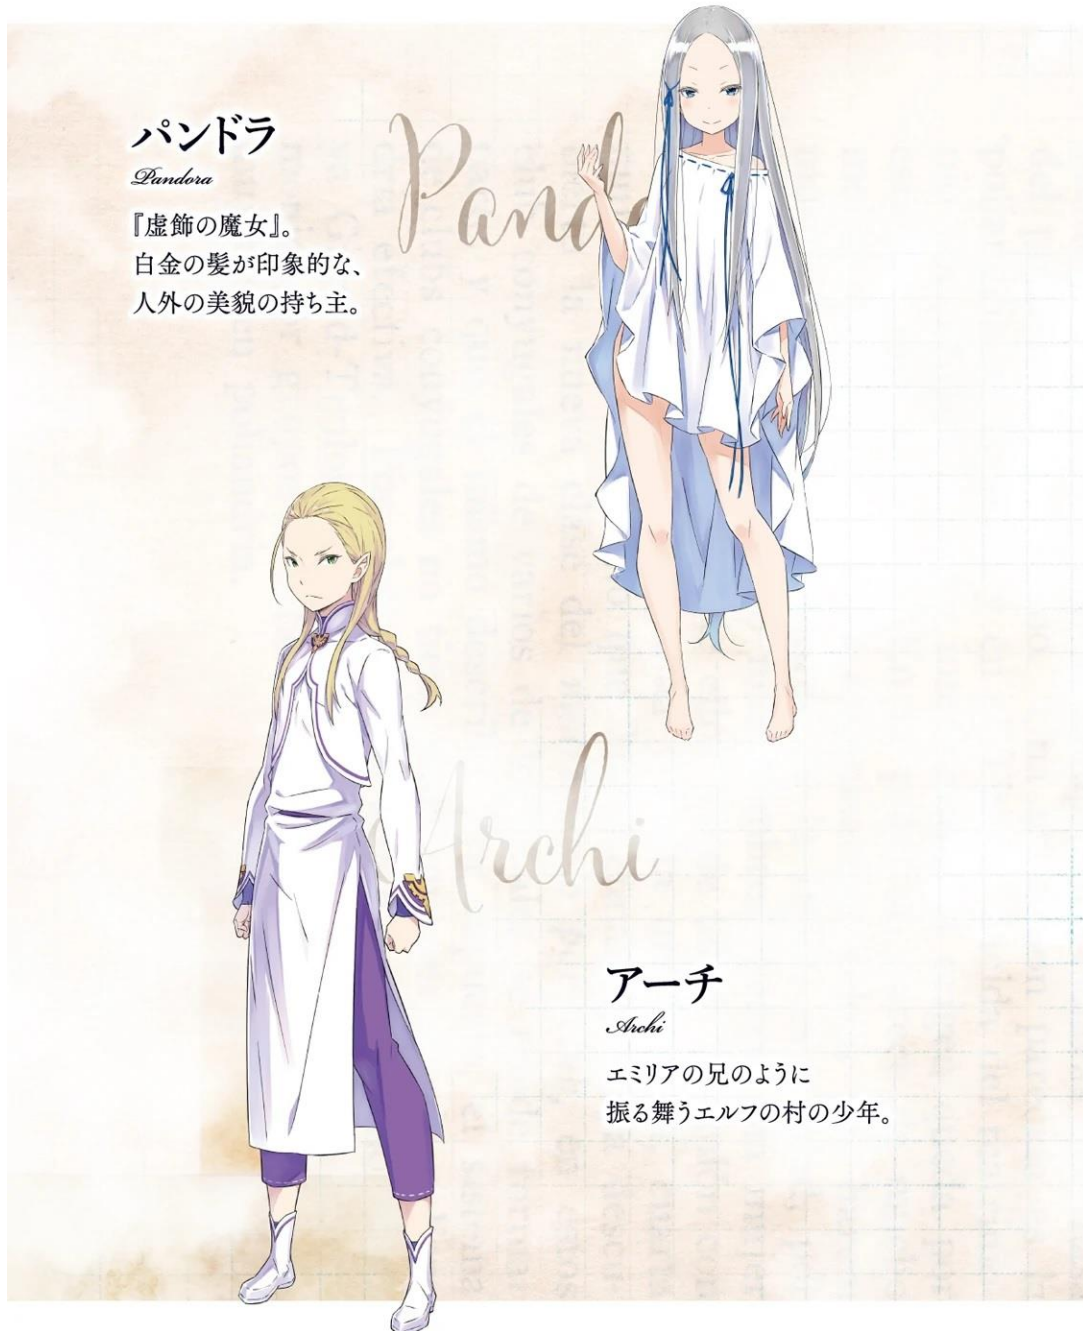 パンドラ
Pandora
『虚飾の魔女』。
白金の髪が印象的な、
人外の美貌の持ち主。
Pand
Archi
アーチ
Archi
エミリアの兄のように
振る舞うエルフの村の少年。